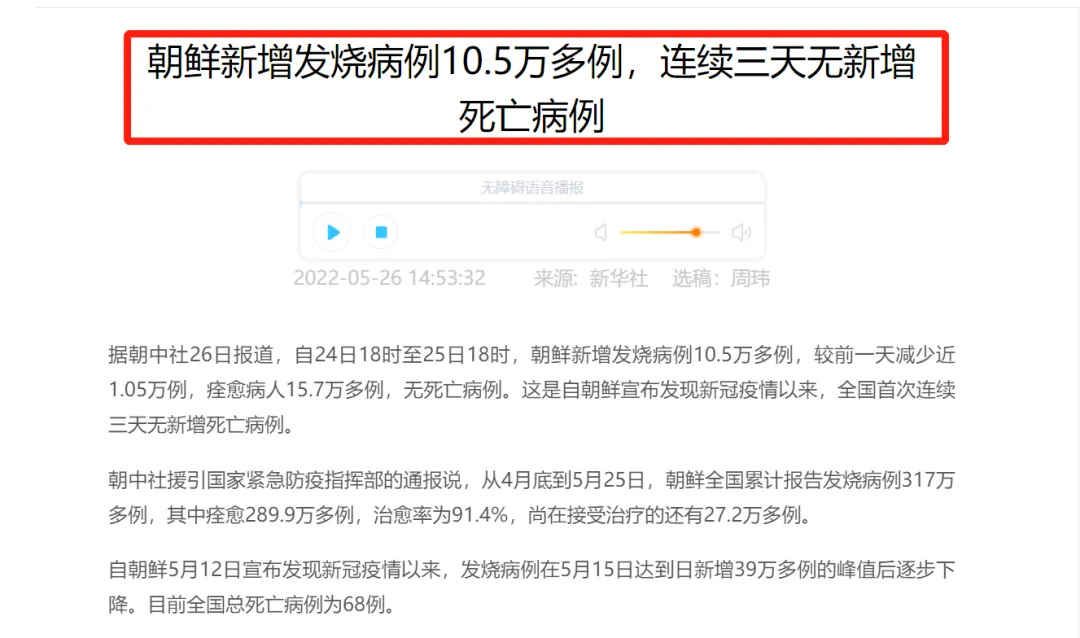 朝鲜新增发烧病例10.5万多例，连续三天无新增
死亡病例
无障碍语音播报
2022-05-26 14:53:32 来源: 新华社 选稿: 周玮
据朝中社26日报道，自24日18时至25日18时，朝鲜新增发烧病例10.5万多例，较前一天减少近
1.05万例，痊愈病人15.7万多例，无死亡病例。这是自朝鲜宣布发现新冠疫情以来，全国首次连续
三天无新增死亡病例。
朝中社援引国家紧急防疫指挥部的通报说，从4月底到5月25日，朝鲜全国累计报告发烧病例317万
多例，其中痊愈289.9万多例，治愈率为91.4%，尚在接受治疗的还有27.2万多例。
自朝鲜5月12日宣布发现新冠疫情以来，发烧病例在5月15日达到日新增39万多例的峰值后逐步下
降。目前全国总死亡病例为68例。